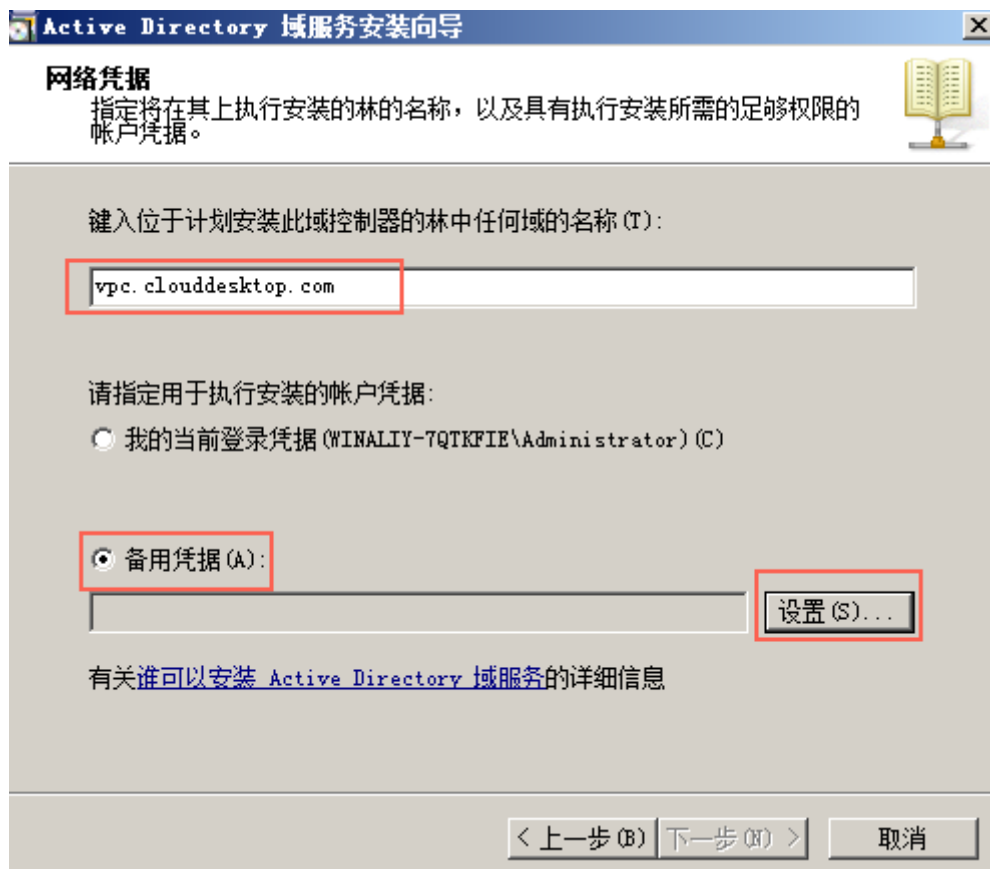 Active Directory 域服务安装向导
网络凭据
指定将在其上执行安装的林的名称，以及具有执行安装所需的足够权限的
帐户凭据。
键入位于计划安装此域控制器的林中任何域的名称(T):
vpc.clouddesktop.com
请指定用于执行安装的帐户凭据:
我的当前登录凭据(WINALIY-7QTKFIE\Administrator)(C)
备用凭据(A):
设置(S)...
有关谁可以安装 Active Directory 域服务的详细信息
< 上一步(B) 下一步(N) > 取消